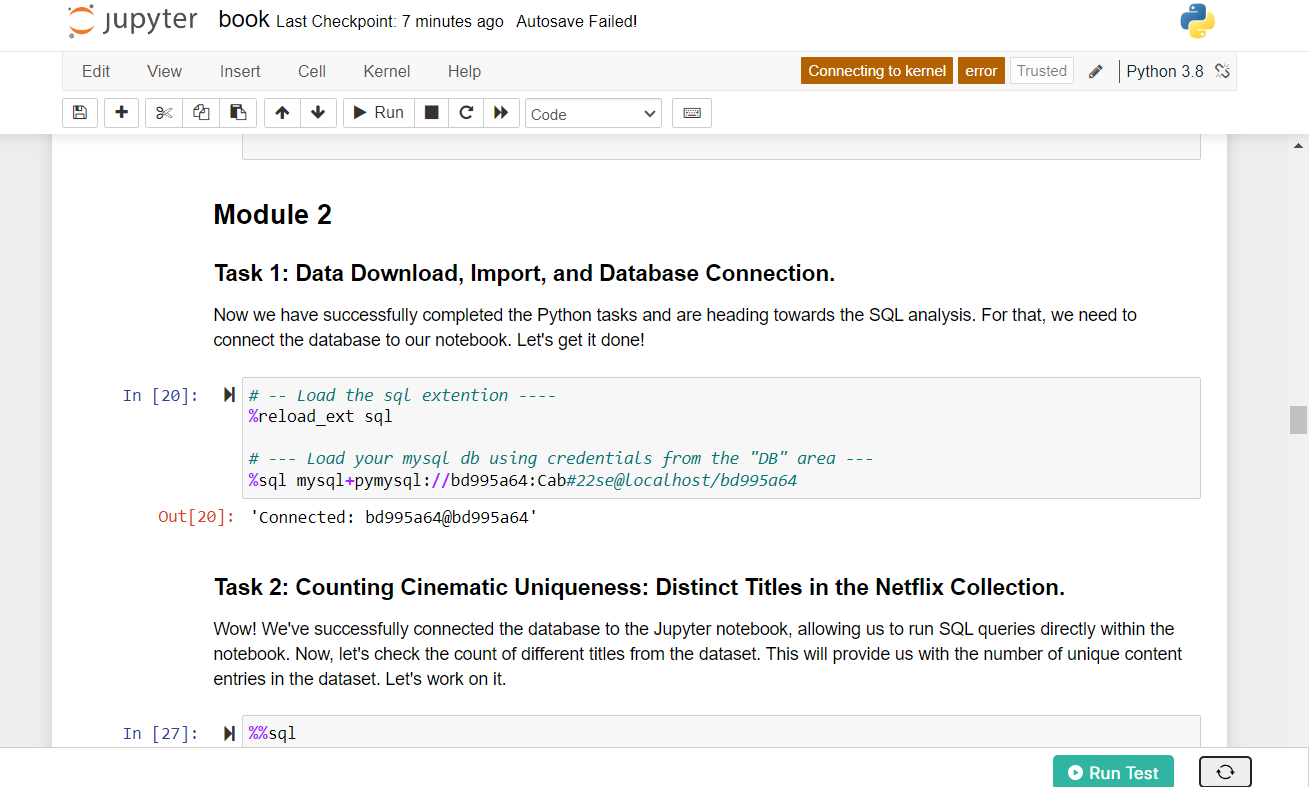 jupyter book Last Checkpoint: 7 minutes ago Autosave Failed!
Edit View Insert Cell Kernel Help Connecting to kernel error Trusted Python 3.8
Run Code
Module 2
Task 1: Data Download, Import, and Database Connection.
Now we have successfully completed the Python tasks and are heading towards the SQL analysis. For that, we need to
connect the database to our notebook. Let's get it done!
In [20]: # -- Load the sql extention ----
%reload_ext sql
# --- Load your mysql db using credentials from the "DB" area ---
%sql mysql+pymysql://bd995a64:Cab#22se@localhost/bd995a64
Out[20]: 'Connected: bd995a64@bd995a64'
Task 2: Counting Cinematic Uniqueness: Distinct Titles in the Netflix Collection.
Wow! We've successfully connected the database to the Jupyter notebook, allowing us to run SQL queries directly within the
notebook. Now, let's check the count of different titles from the dataset. This will provide us with the number of unique content
entries in the dataset. Let's work on it.
In [27]: %%sql
Run Test